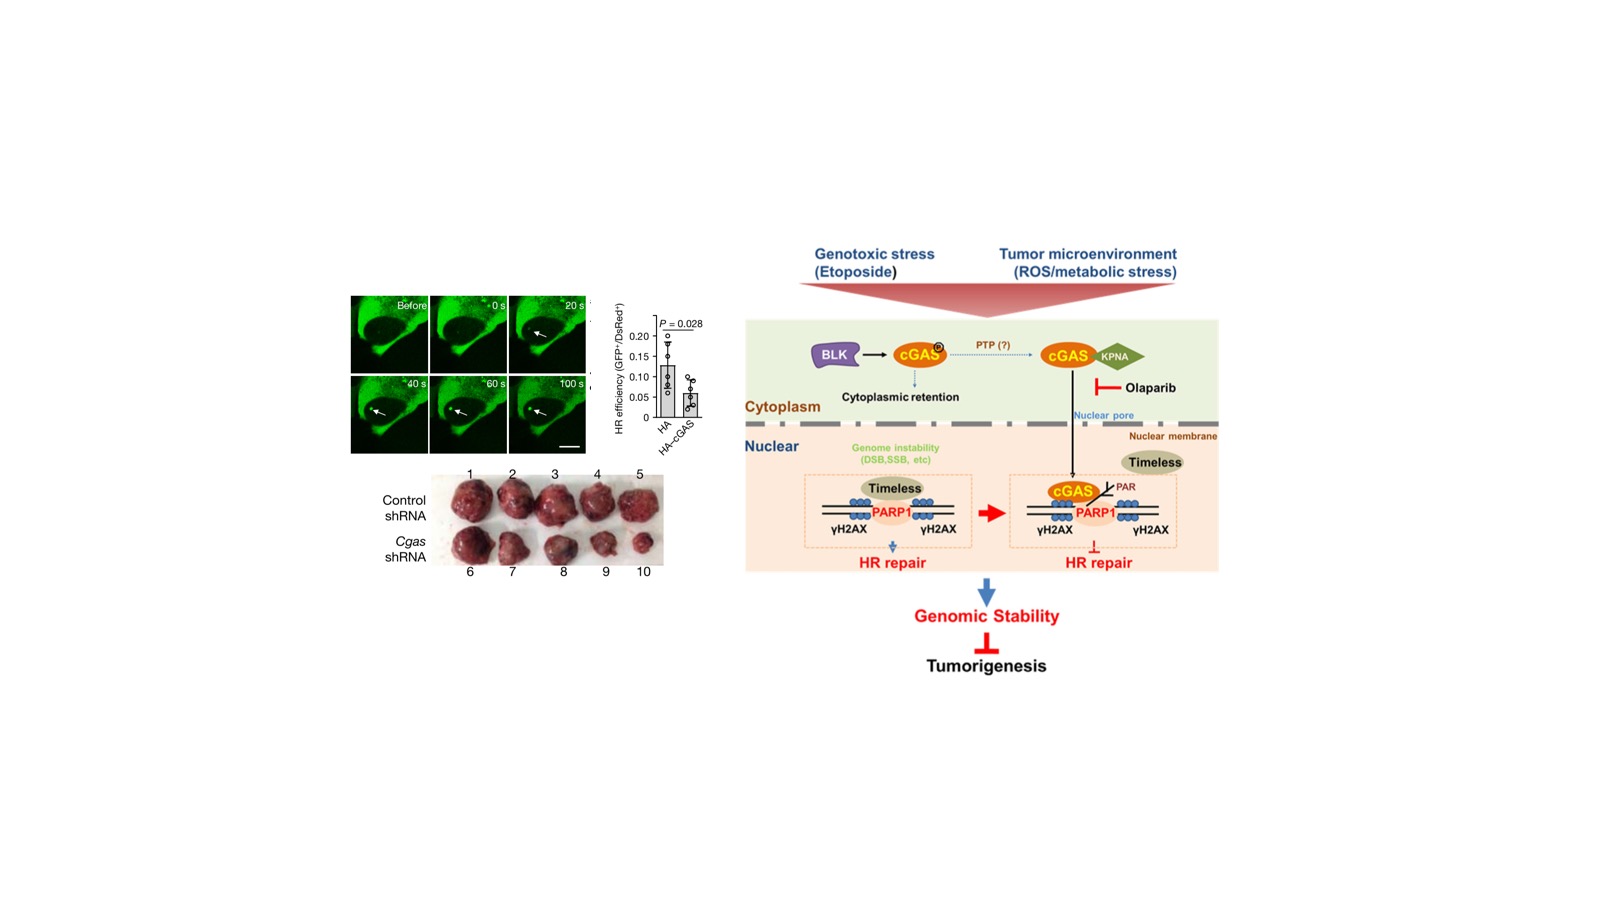 Before
0 s
20 s
40 s
60 s
100 s
HR efficiency (GFP⁺/DsRed⁺)
P = 0.028
0.20
0.15
0.10
0.05
0
HA
HA–cGAS
1 2 3 4 5
Control
shRNA
Cgas
shRNA
6 7 8 9 10
Genotoxic stress
(Etoposide)
Tumor microenvironment
(ROS/metabolic stress)
BLK
cGAS
P
PTP (?)
cGAS
KPNA
Cytoplasmic retention
Olaparib
Cytoplasm
Nuclear pore
Nuclear membrane
Nuclear
Genome instability
(DSB,SSB, etc)
Timeless
Timeless
PARP1
γH2AX
γH2AX
HR repair
cGAS
PAR
PARP1
γH2AX
γH2AX
HR repair
Genomic Stability
Tumorigenesis